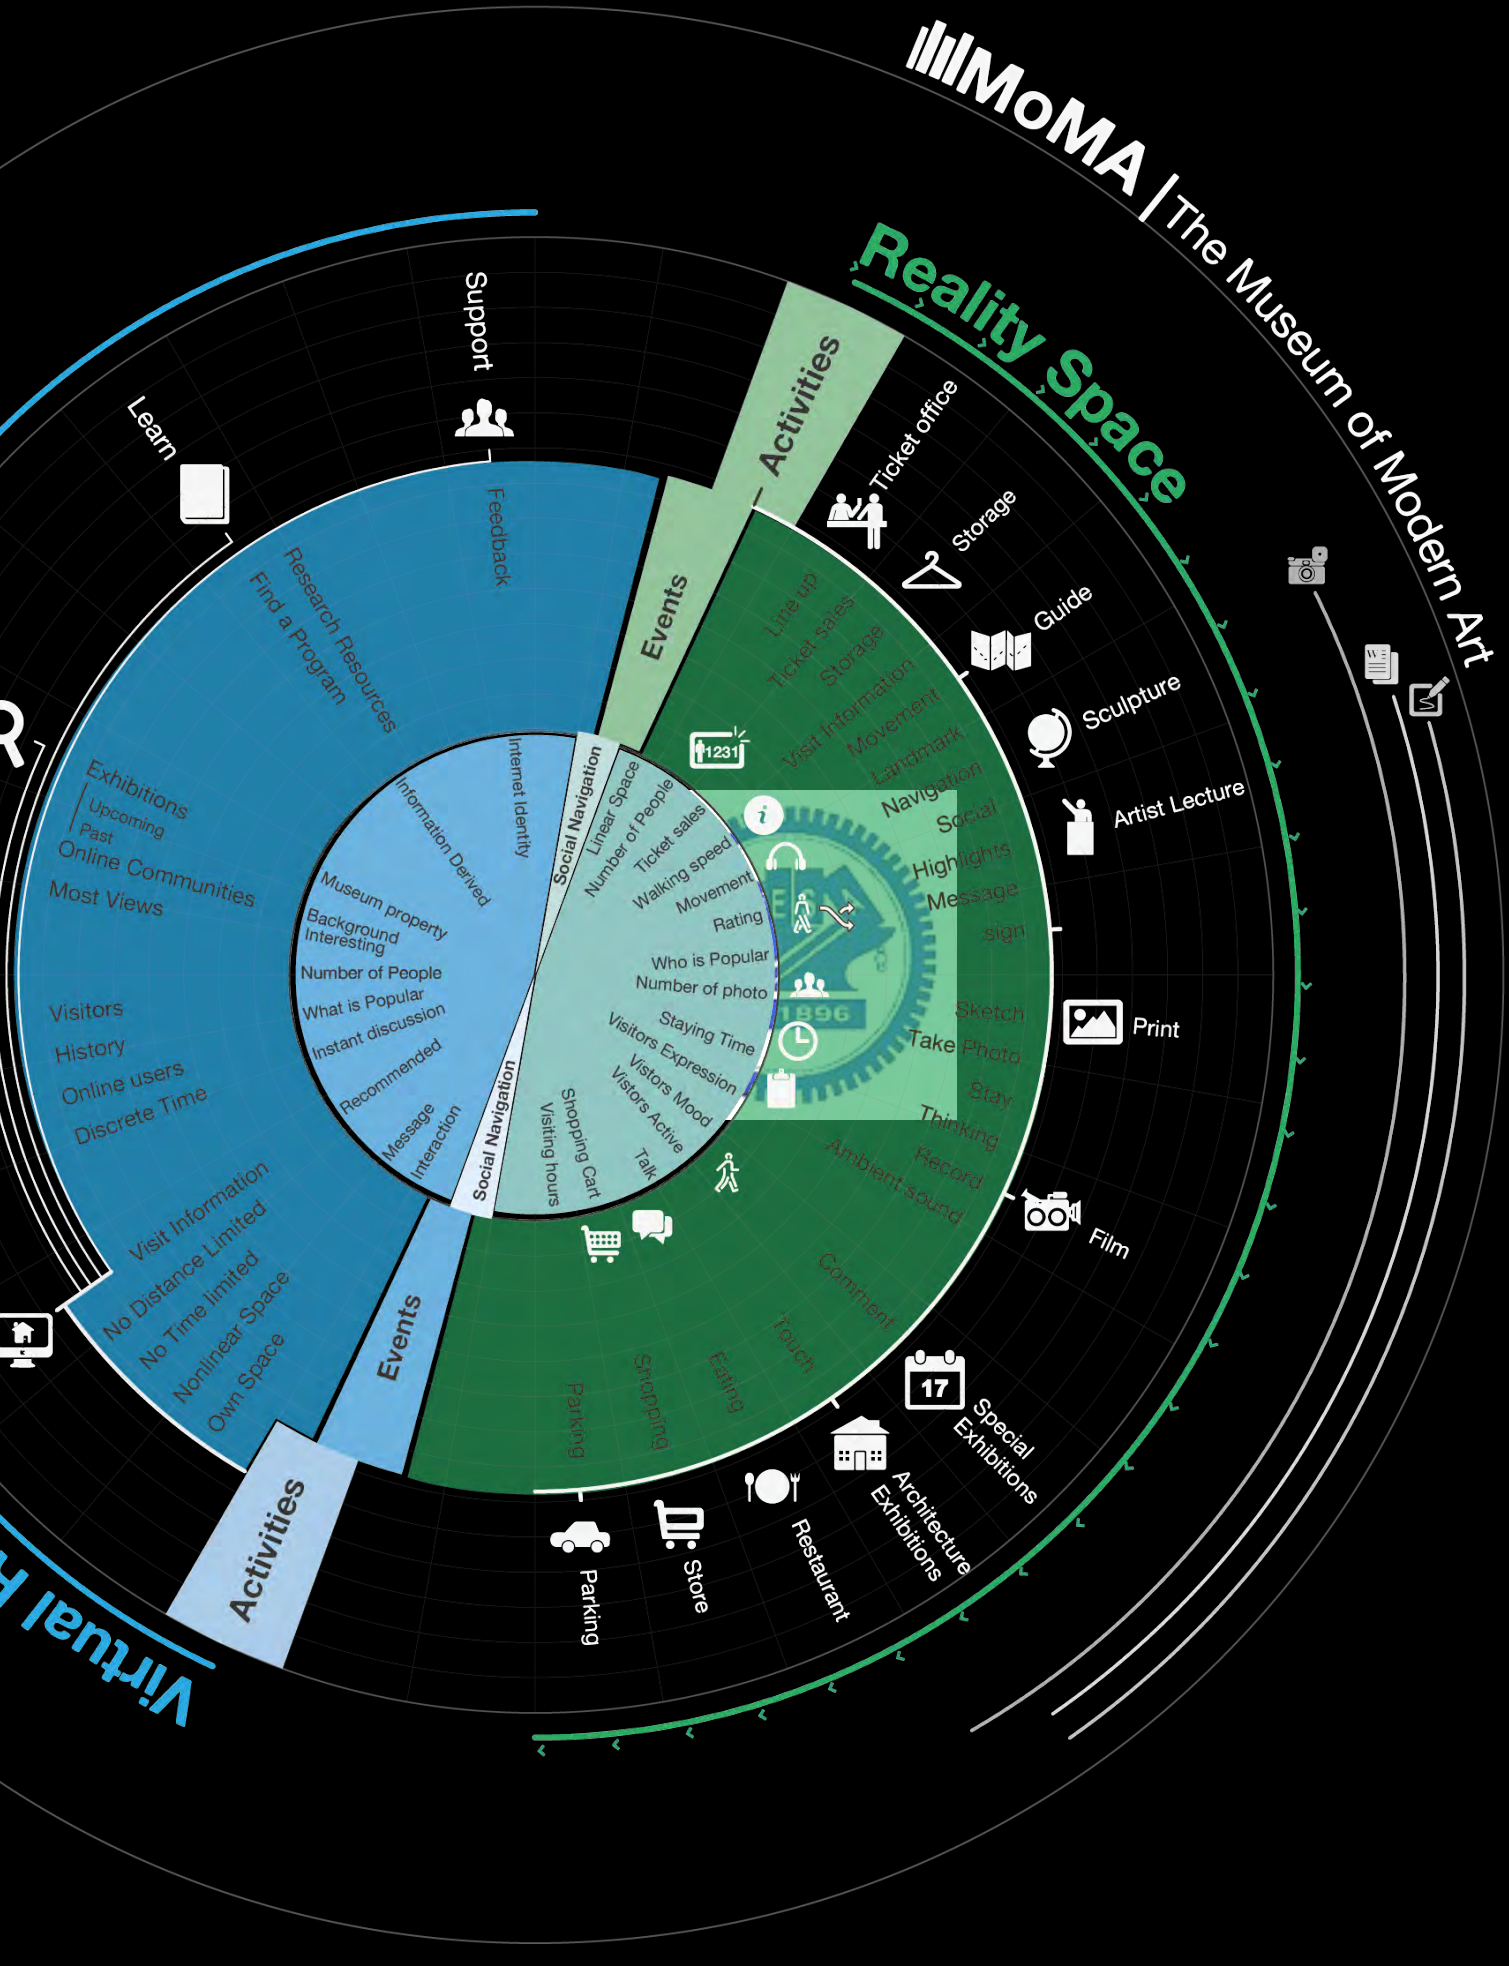 MoMA | The Museum of Modern Art
Reality Space
Activities
Events
Social Navigation
Ticket office
Storage
Guide
Sculpture
Artist Lecture
Print
Film
Special
Exhibitions
Architecture
Exhibitions
Restaurant
Store
Parking
Line up
Ticket sales
Storage
Visit Information
Movement
Landmark
Navigation
Social
Highlights
Message
sign
Sketch
Take Photo
Stay
Thinking
Record
Ambient sound
Comment
Touch
Eating
Shopping
Parking
1231
i
1896
17
W
Linear Space
Number of People
Ticket sales
Walking speed
Movement
Rating
Who is Popular
Number of photo
Staying Time
Visitors Expression
Vistors Mood
Vistors Active
Talk
Shopping Cart
Visiting hours
Virtual
Activities
Events
Social Navigation
Support
Learn
Feedback
Research Resources
Find a Program
Exhibitions
Upcoming
Past
Online Communities
Most Views
Visitors
History
Online users
Discrete Time
Visit Information
No Distance Limited
No Time limited
Nonlinear Space
Own Space
Internet Identity
Information Derived
Museum property
Background
Interesting
Number of People
What is Popular
Instant discussion
Recommended
Message
Interaction